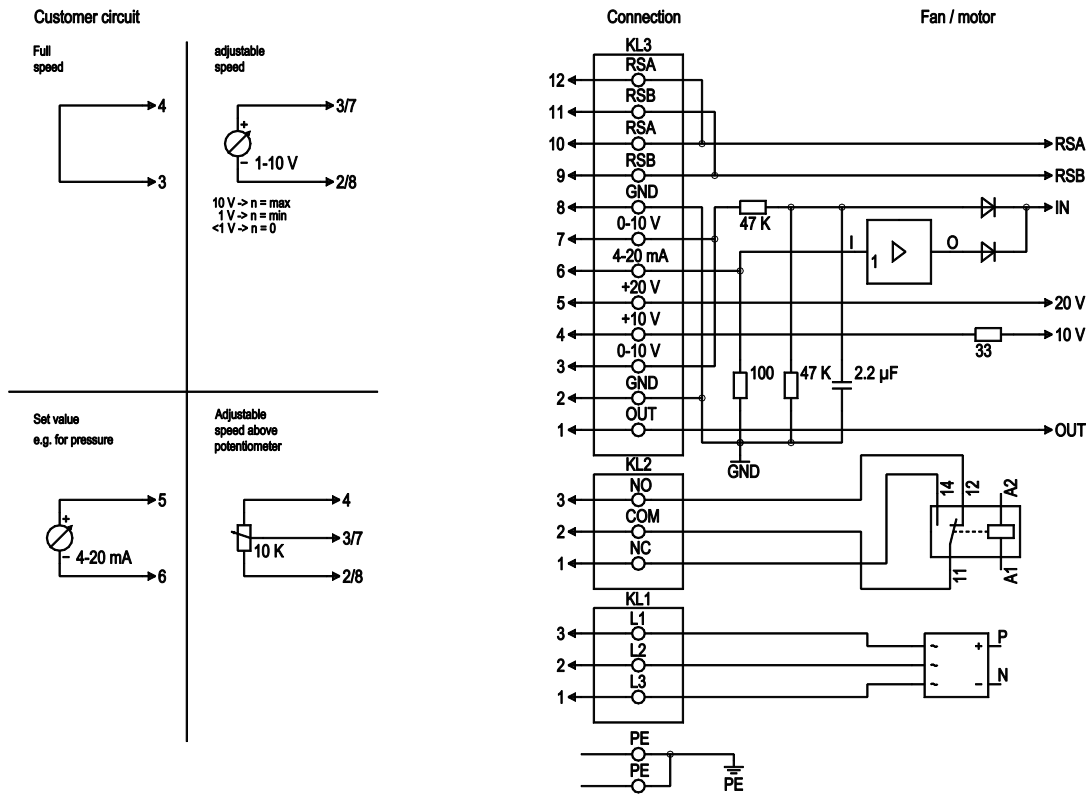 Customer circuit
Full
speed
4
3
adjustable
speed
3/7
+
1-10 V
−
2/8
10 V -> n = max
1 V -> n = min
<1 V -> n = 0
Set value
e.g. for pressure
5
+
4-20 mA
−
6
Adjustable
speed above
potentiometer
4
3/7
10 K
2/8
Connection
Fan / motor
KL3
RSA
12
RSB
11
RSA
10
RSA
RSB
9
RSB
GND
8
IN
47 K
0-10 V
7
I
1
O
4-20 mA
6
+20 V
5
20 V
+10 V
4
33
10 V
0-10 V
3
100
47 K
2.2 µF
GND
2
OUT
1
OUT
GND
KL2
NO
3
COM
2
NC
1
14
12
A2
11
A1
KL1
L1
3
L2
2
L3
1
~
~
~
+
−
P
N
PE
PE
PE